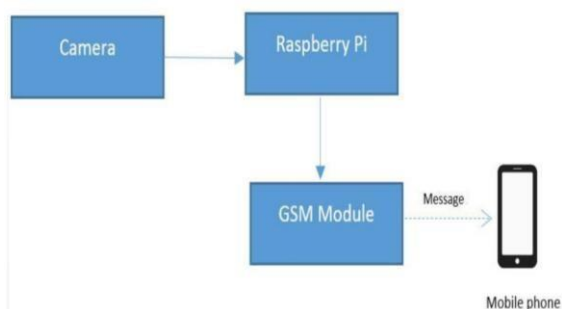 Camera
Raspberry Pi
GSM Module
Message
Mobile phone